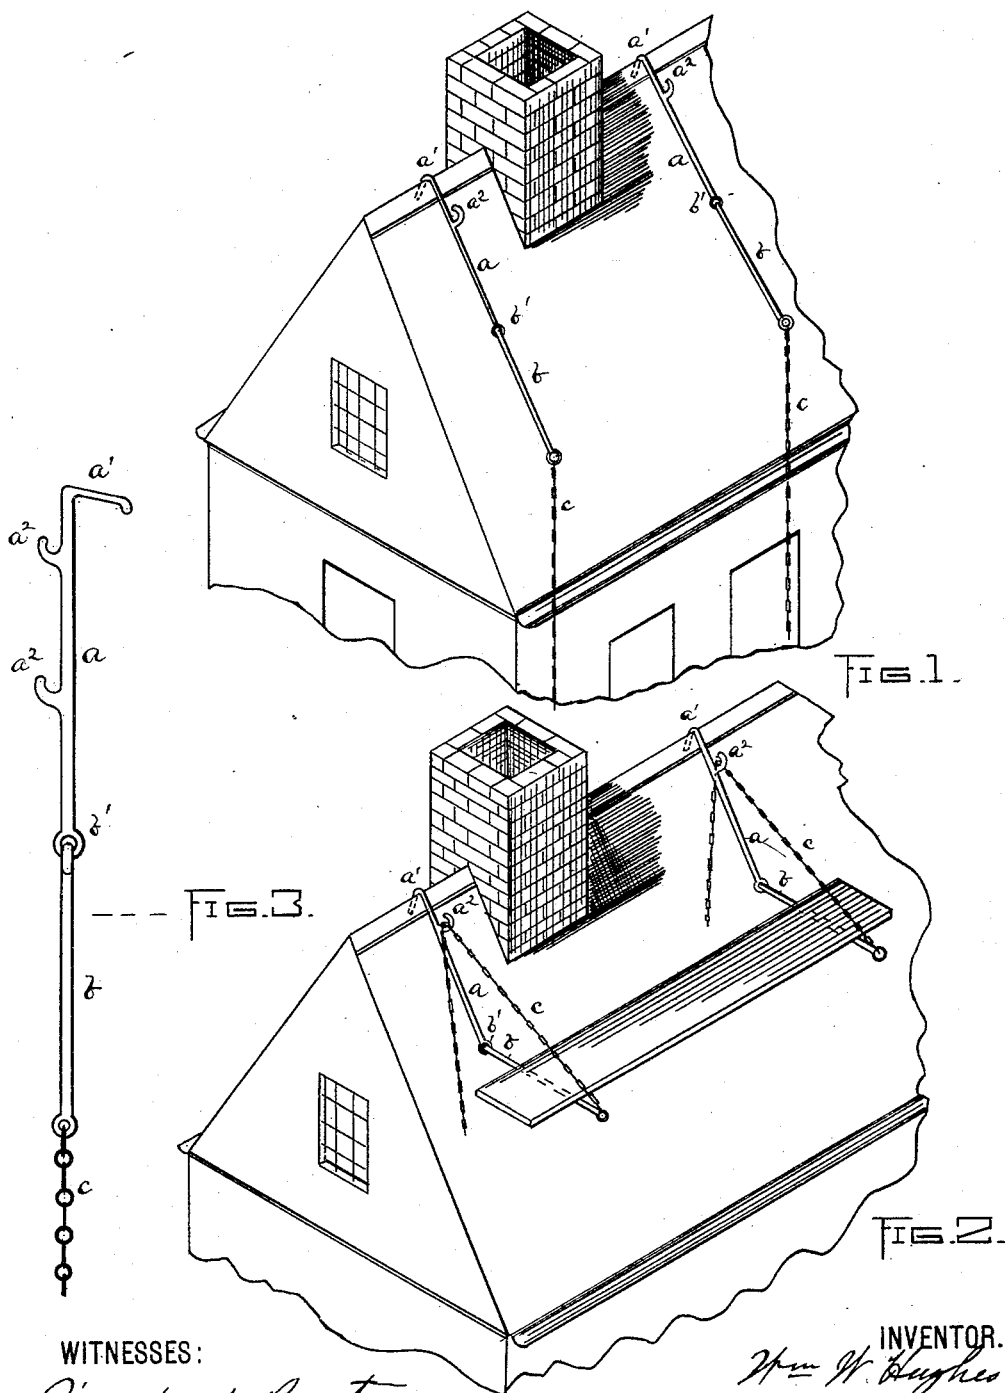 a' a²
a' a²
a
b'
b
a
b'
b
c
c
FIG. 1.
a'
a²
a²
a
b'
b
c
FIG. 3.
a' a²
a c
b
a' a²
a c
b' b
FIG. 2.
WITNESSES:
INVENTOR.
Wm W. Hughes